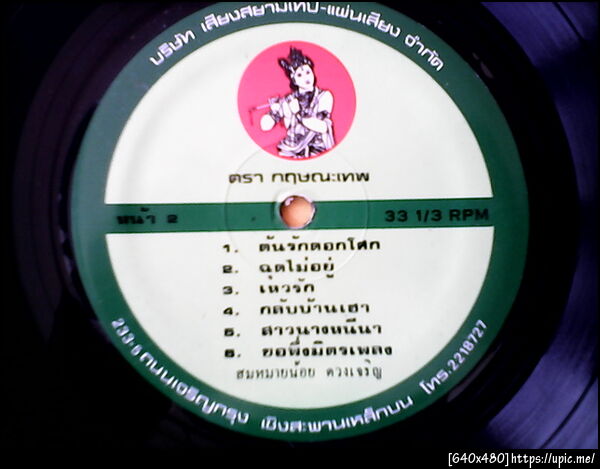 บริษัท เสียงสยามเทป-แผ่นเสียง จำกัด
ตรา กฤษณะเทพ
หน้า 2
33 1/3 RPM
1. ต้นรักดอกโศก
2. ฉุดไม่อยู่
3. เหวรัก
4. กลับบ้านเฮา
5. สาวนางหนีนา
6. ขอพึ่งมิตรเพลง
สมหมายน้อย ดวงเจริญ
233-5 ถนนเจริญกรุง เชิงสะพานเหล็กบน โทร.2218727
[640x480]https://upic.me/